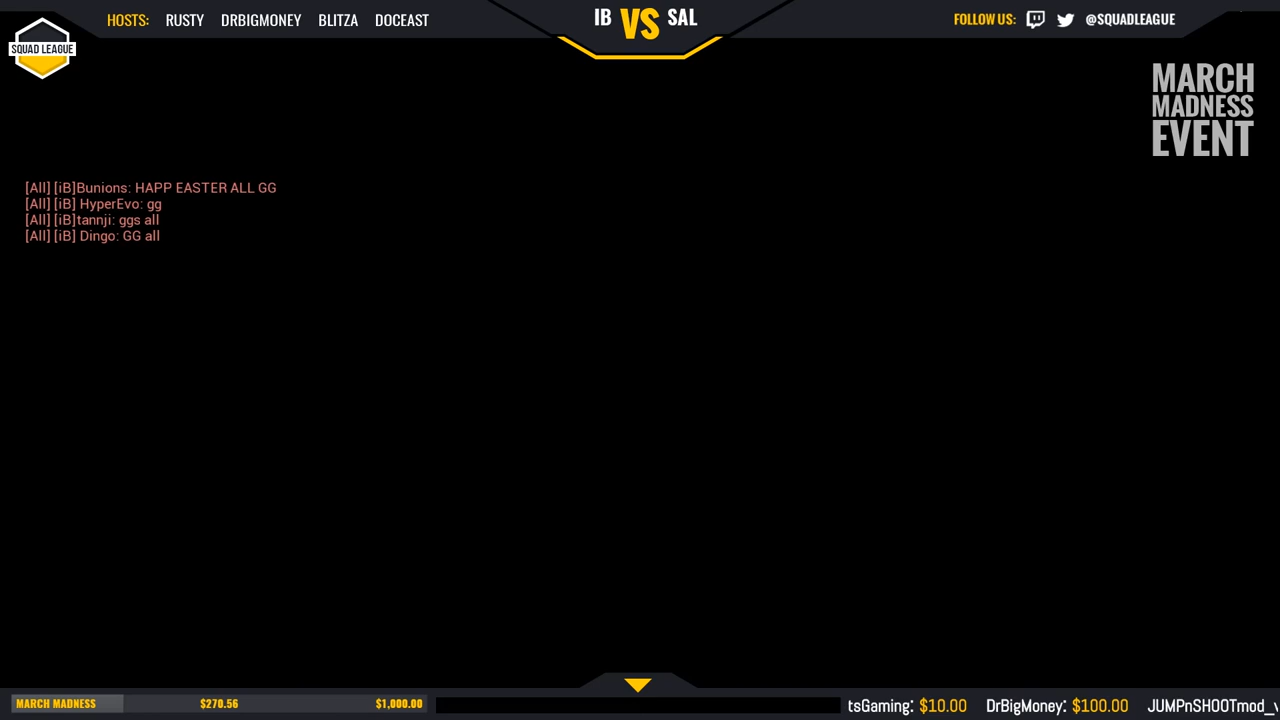 HOSTS: RUSTY DRBIGMONEY BLITZA DOCEAST
IB VS SAL
FOLLOW US: @SQUADLEAGUE
SQUAD LEAGUE
MARCH
MADNESS
EVENT
[All] [iB]Bunions: HAPP EASTER ALL GG
[All] [iB] HyperEvo: gg
[All] [iB]tannji: ggs all
[All] [iB] Dingo: GG all
MARCH MADNESS $270.56 $1,000.00
tsGaming: $10.00 DrBigMoney: $100.00 JUMPnSHOOTmod_